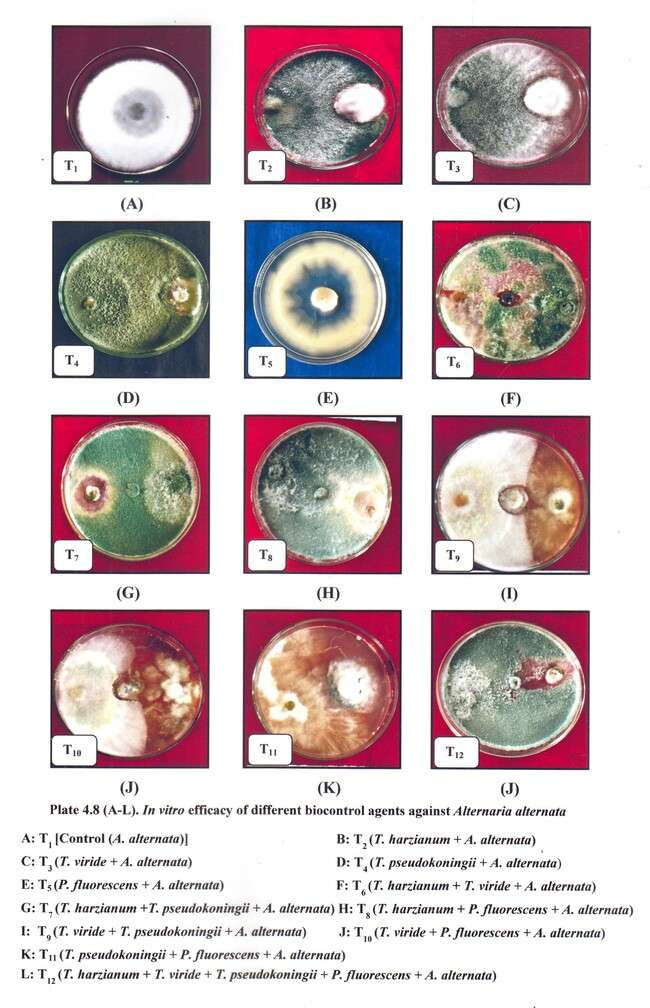 T1
T2
T3
(A)
(B)
(C)
T4
T5
T6
(D)
(E)
(F)
T7
T8
T9
(G)
(H)
(I)
T10
T11
T12
(J)
(K)
(J)
Plate 4.8 (A-L). In vitro efficacy of different biocontrol agents against Alternaria alternata
A: T1 [Control (A. alternata)]
B: T2 (T. harzianum + A. alternata)
C: T3 (T. viride + A. alternata)
D: T4 (T. pseudokoningii + A. alternata)
E: T5 (P. fluorescens + A. alternata)
F: T6 (T. harzianum + T. viride + A. alternata)
G: T7 (T. harzianum +T. pseudokoningii + A. alternata)
H: T8 (T. harzianum + P. fluorescens + A. alternata)
I: T9 (T. viride + T. pseudokoningii + A. alternata)
J: T10 (T. viride + P. fluorescens + A. alternata)
K: T11 (T. pseudokoningii + P. fluorescens + A. alternata)
L: T12 (T. harzianum + T. viride + T. pseudokoningii + P. fluorescens + A. alternata)